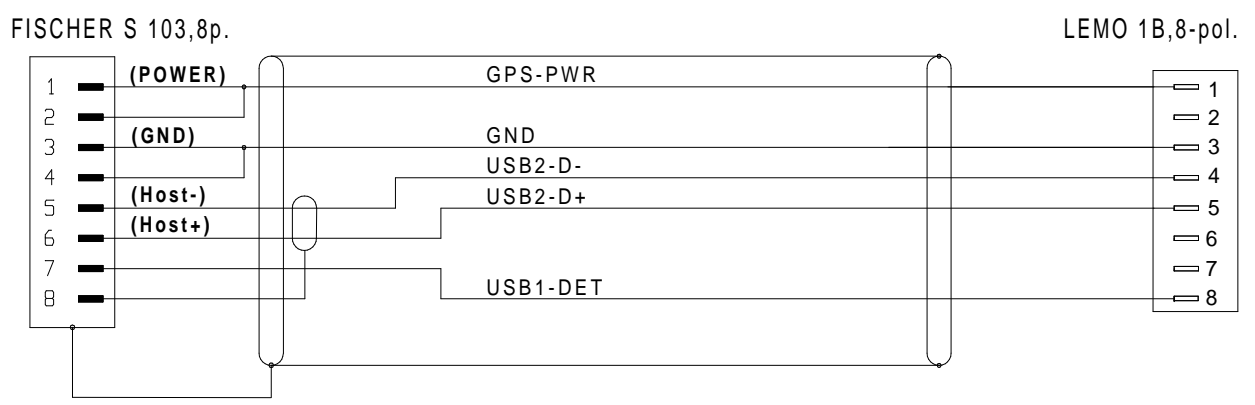 FISCHER S 103,8p.
LEMO 1B,8-pol.
1 (POWER) GPS-PWR 1
2 2
3 (GND) GND 3
4 USB2-D- 4
5 (Host-) USB2-D+ 5
6 (Host+) 6
7 7
8 USB1-DET 8